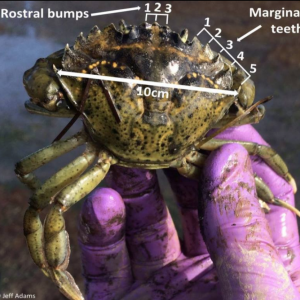 Rostral bumps
1 2 3
Marginal
teeth
1
2
3
4
5
10cm
Jeff Adams